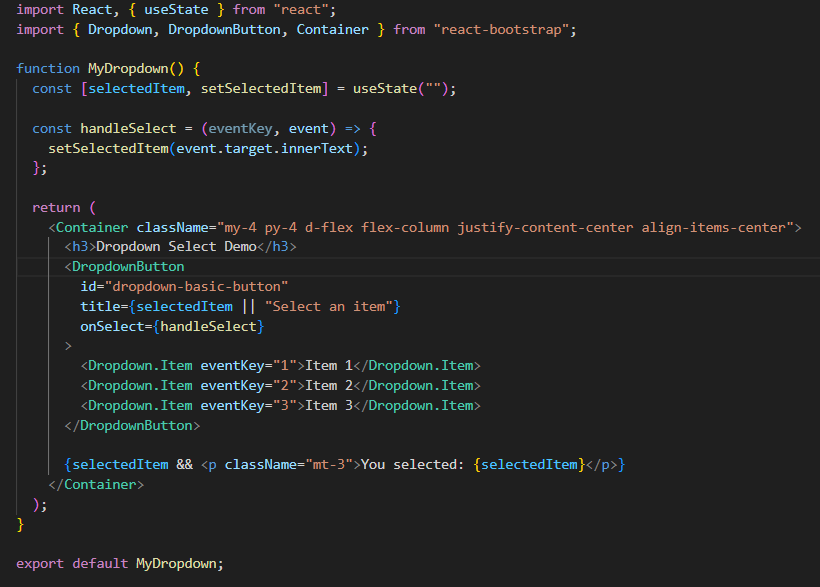 import React, { useState } from "react";
import { Dropdown, DropdownButton, Container } from "react-bootstrap";
function MyDropdown() {
const [selectedItem, setSelectedItem] = useState("");
const handleSelect = (eventKey, event) => {
setSelectedItem(event.target.innerText);
};
return (
<Container className="my-4 py-4 d-flex flex-column justify-content-center align-items-center">
<h3>Dropdown Select Demo</h3>
<DropdownButton
id="dropdown-basic-button"
title={selectedItem || "Select an item"}
onSelect={handleSelect}
>
<Dropdown.Item eventKey="1">Item 1</Dropdown.Item>
<Dropdown.Item eventKey="2">Item 2</Dropdown.Item>
<Dropdown.Item eventKey="3">Item 3</Dropdown.Item>
</DropdownButton>
{selectedItem && <p className="mt-3">You selected: {selectedItem}</p>}
</Container>
);
}
export default MyDropdown;